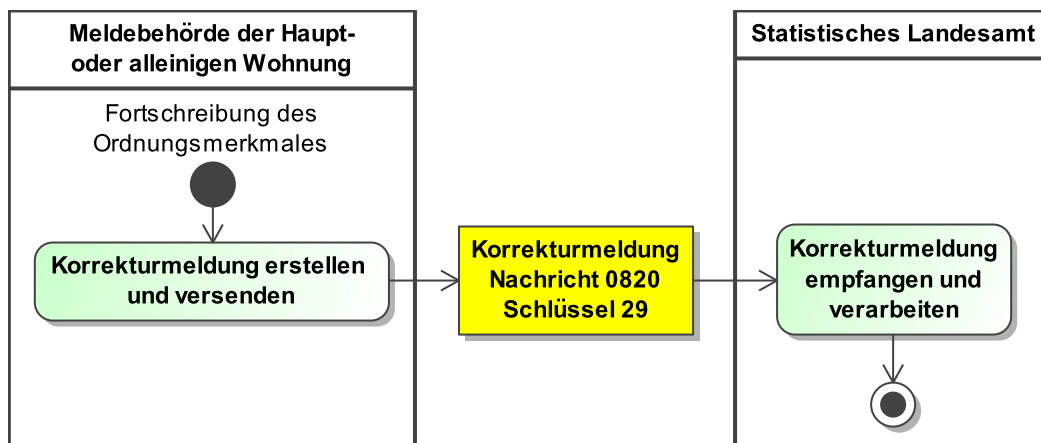 Meldebehörde der Haupt-
oder alleinigen Wohnung
Statistisches Landesamt
Fortschreibung des
Ordnungsmerkmales
Korrekturmeldung erstellen
und versenden
Korrekturmeldung
Nachricht 0820
Schlüssel 29
Korrekturmeldung
empfangen und
verarbeiten